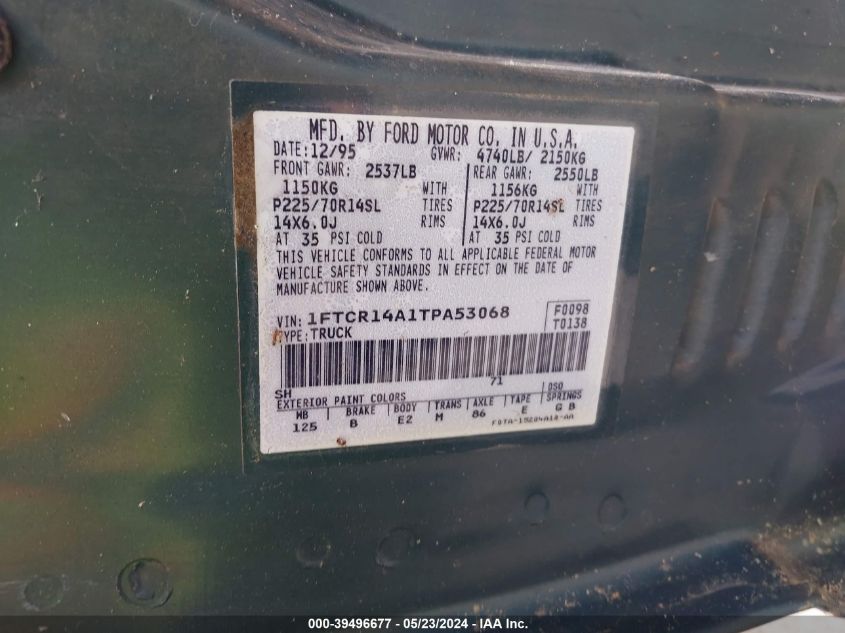 MFD. BY FORD MOTOR CO. IN U.S.A.
DATE: 12/95 GVWR: 4740LB/ 2150KG
FRONT GAWR: 2537LB REAR GAWR: 2550LB
1150KG WITH 1156KG WITH
P225/70R14SL TIRES P225/70R14SL TIRES
14X6.0J RIMS 14X6.0J RIMS
AT 35 PSI COLD AT 35 PSI COLD
THIS VEHICLE CONFORMS TO ALL APPLICABLE FEDERAL MOTOR
VEHICLE SAFETY STANDARDS IN EFFECT ON THE DATE OF
MANUFACTURE SHOWN ABOVE.
VIN: 1FTCR14A1TPA53068 F0098
TYPE: TRUCK T0138
SH 71
EXTERIOR PAINT COLORS DSO
WB BRAKE BODY TRANS AXLE TAPE SPRINGS
125 B E2 M 86 E G B
F0TA-15204A10-AA
000-39496677 / 05/23/2024 - IAA Inc.